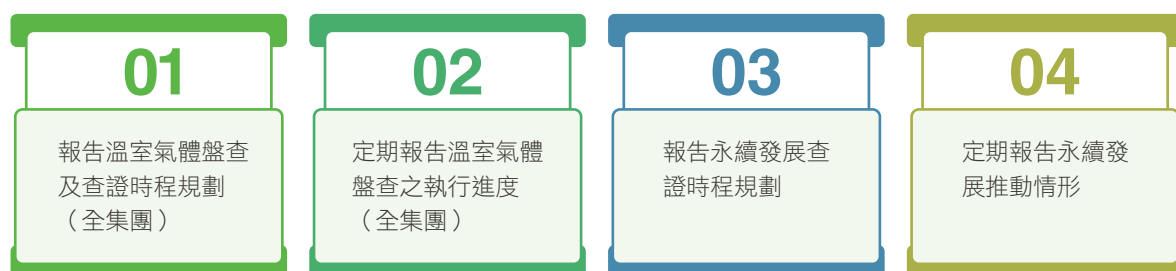 01
報告溫室氣體盤查
及查證時程規劃
（全集團）
02
定期報告溫室氣體
盤查之執行進度
（全集團）
03
報告永續發展查
證時程規劃
04
定期報告永續發
展推動情形